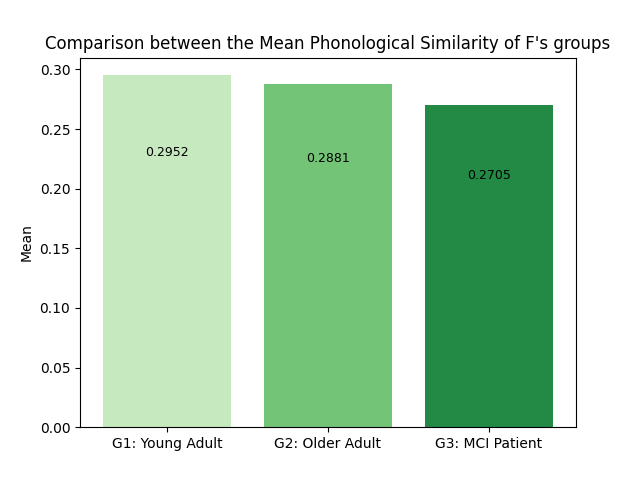 Comparison between the Mean Phonological Similarity of F's groups
0.30
0.25
0.20
0.15
0.10
0.05
0.00
Mean
0.2952
0.2881
0.2705
G1: Young Adult
G2: Older Adult
G3: MCI Patient